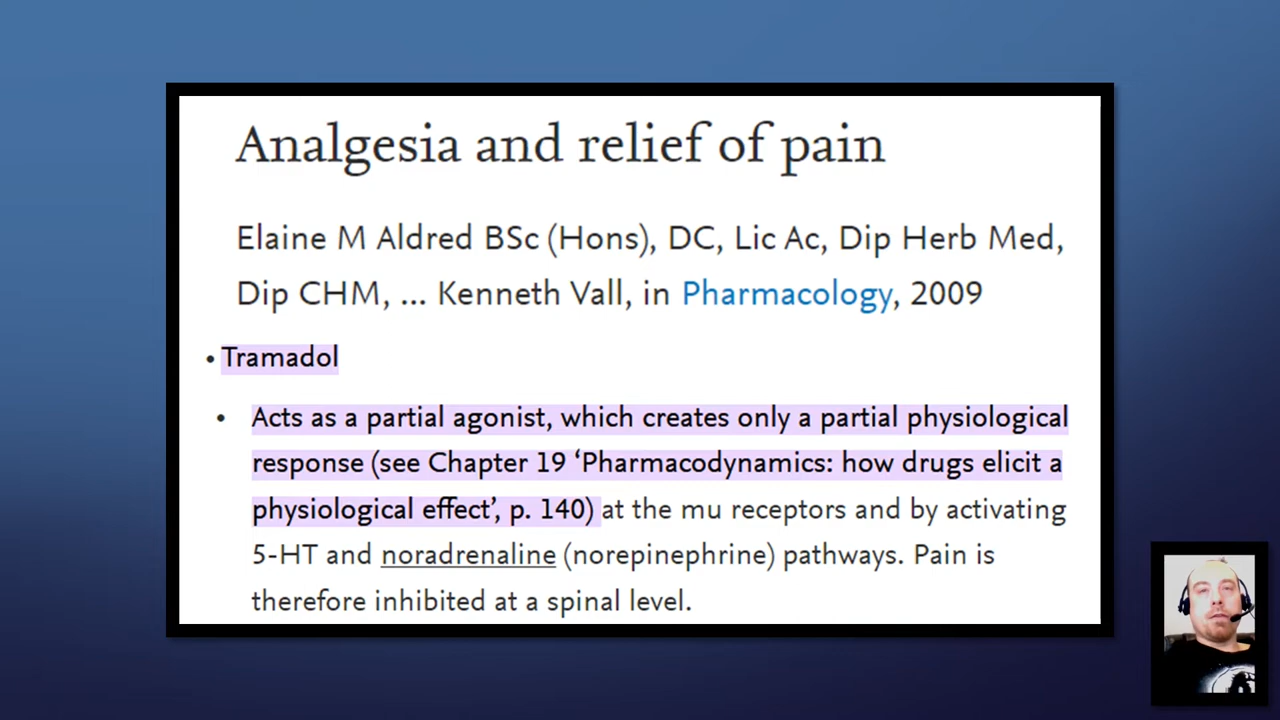 Analgesia and relief of pain
Elaine M Aldred BSc (Hons), DC, Lic Ac, Dip Herb Med,
Dip CHM, ... Kenneth Vall, in Pharmacology, 2009
• Tramadol
• Acts as a partial agonist, which creates only a partial physiological
response (see Chapter 19 ‘Pharmacodynamics: how drugs elicit a
physiological effect’, p. 140) at the mu receptors and by activating
5-HT and noradrenaline (norepinephrine) pathways. Pain is
therefore inhibited at a spinal level.